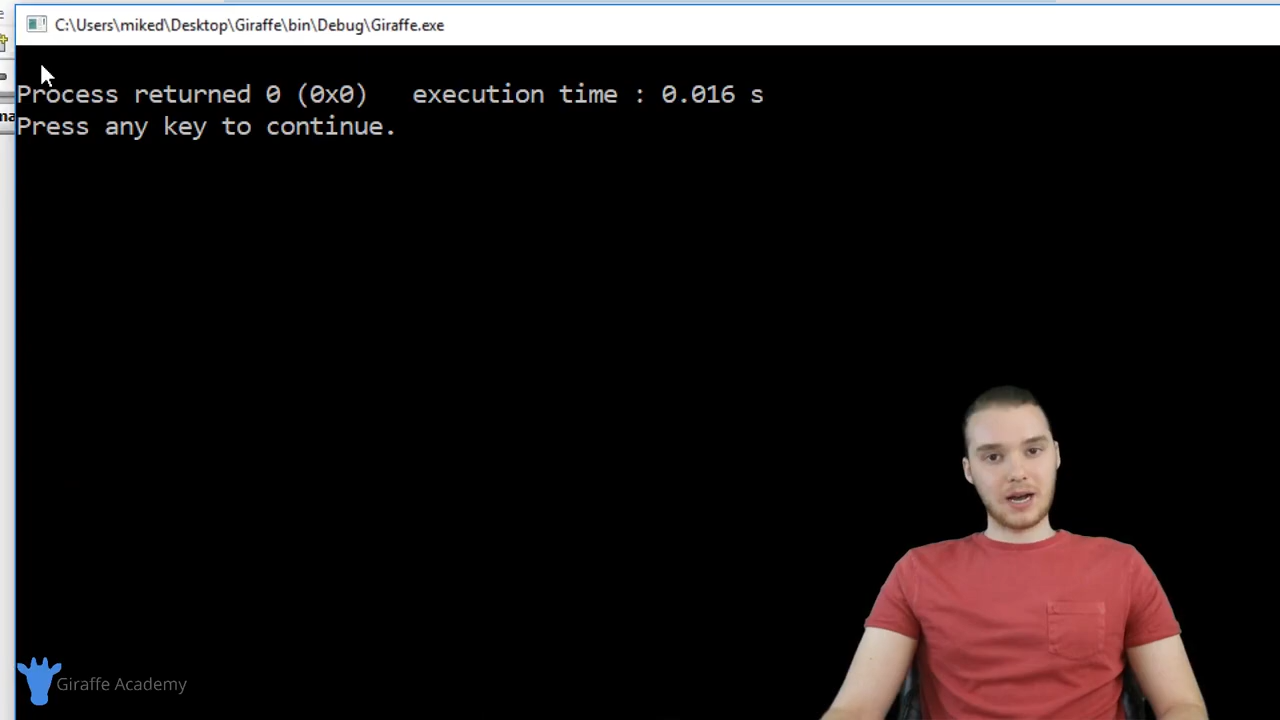 C:\Users\miked\Desktop\Giraffe\bin\Debug\Giraffe.exe
Process returned 0 (0x0)   execution time : 0.016 s
Press any key to continue.
Giraffe Academy